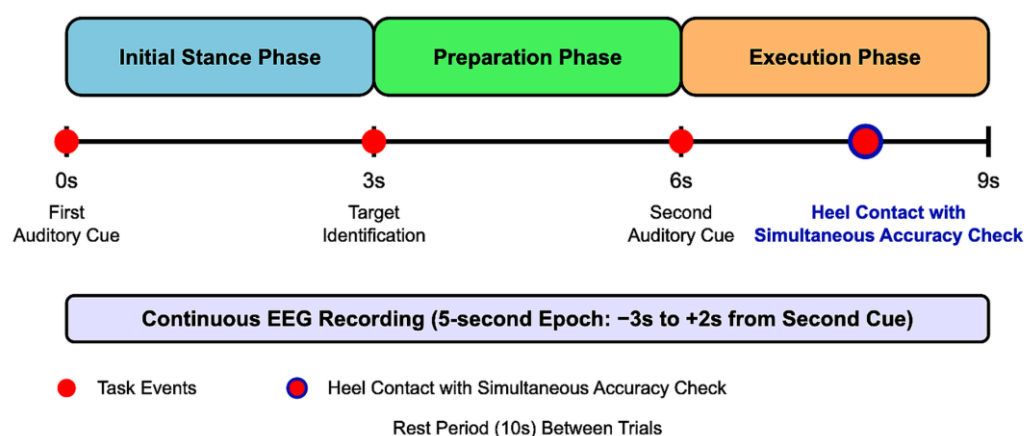 Initial Stance Phase
Preparation Phase
Execution Phase
0s
3s
6s
9s
First
Auditory Cue
Target
Identification
Second
Auditory Cue
Heel Contact with
Simultaneous Accuracy Check
Continuous EEG Recording (5-second Epoch: −3s to +2s from Second Cue)
Task Events
Heel Contact with Simultaneous Accuracy Check
Rest Period (10s) Between Trials